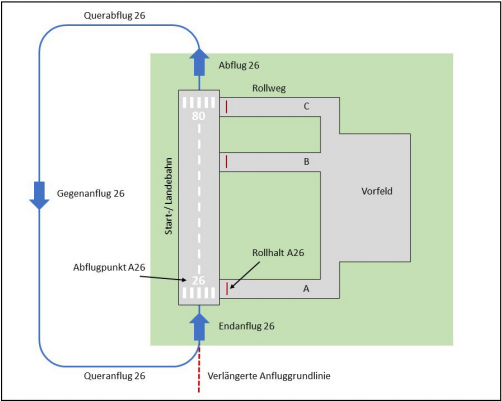 Querabflug 26
Abflug 26
Rollweg
C
80
B
Vorfeld
Start-/ Landebahn
Gegenanflug 26
Rollhalt A26
Abflugpunkt A26
26
A
Endanflug 26
Queranflug 26
Verlängerte Anfluggrundlinie